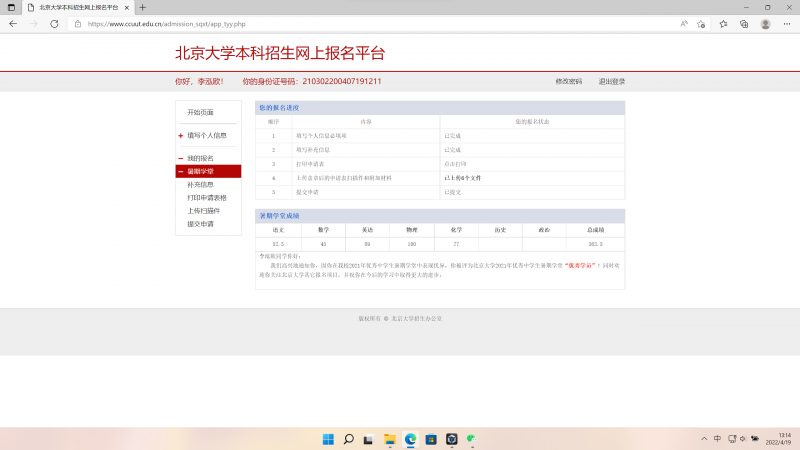 北京大学本科招生网上报名平台
https://www.ccuut.edu.cn/admission_sqxt/app_tyy.php
北京大学本科招生网上报名平台
你好，李泓欧！ 你的身份证号码：210302200407191211 修改密码 退出登录
开始页面
填写个人信息
我的报名
暑期学堂
补充信息
打印申请表格
上传扫描件
提交申请
您的报名进度
顺序 内容 您的报名状态
1 填写个人信息必填项 已完成
2 填写补充信息 已完成
3 打印申请表 点击打印
4 上传盖章后的申请表扫描件和附加材料 已上传6个文件
5 提交申请 已提交
暑期学堂成绩
语文 数学 英语 物理 化学 历史 政治 总成绩
100 77
同学你好：
我们高兴地通知你，因你在我校2021年优秀中学生暑期学堂中表现优异，你被评为北京大学2021年优秀中学生暑期学堂“优秀学员”！同时欢
迎你关注北京大学其它报名项目，并祝你在今后的学习中取得更大的进步。
版权所有 © 北京大学招生办公室
中
13:14
2022/4/19